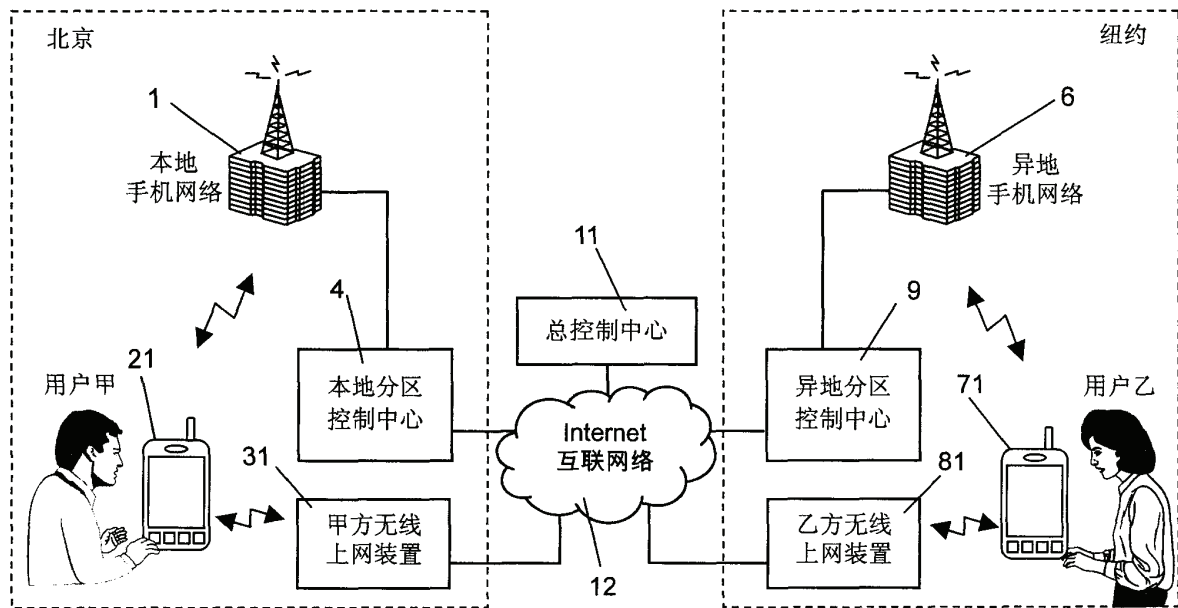 北京
纽约
1
6
本地
手机网络
异地
手机网络
11
4
9
总控制中心
用户甲
21
本地分区
控制中心
Internet
互联网络
异地分区
控制中心
71
用户乙
31
81
甲方无线
上网装置
乙方无线
上网装置
12